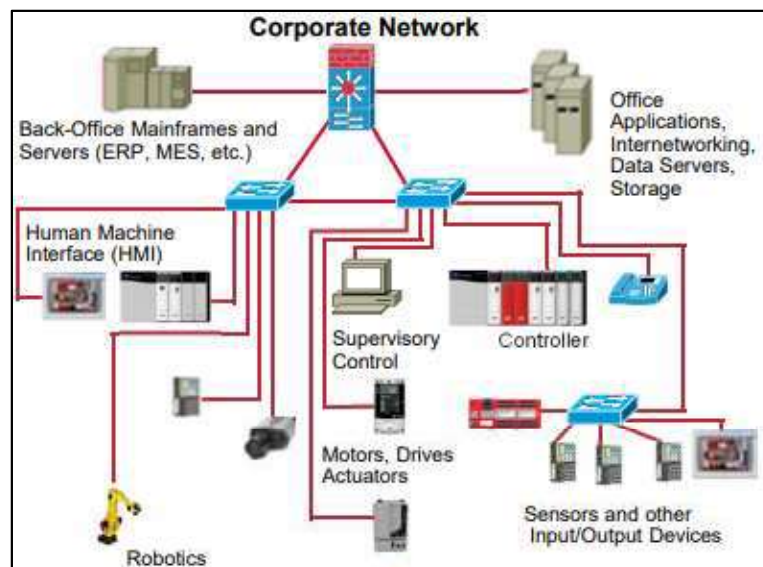 Corporate Network
Back-Office Mainframes and
Servers (ERP, MES, etc.)
Office
Applications,
Internetworking,
Data Servers,
Storage
Human Machine
Interface (HMI)
Supervisory
Control
Controller
Motors, Drives
Actuators
Robotics
Sensors and other
Input/Output Devices